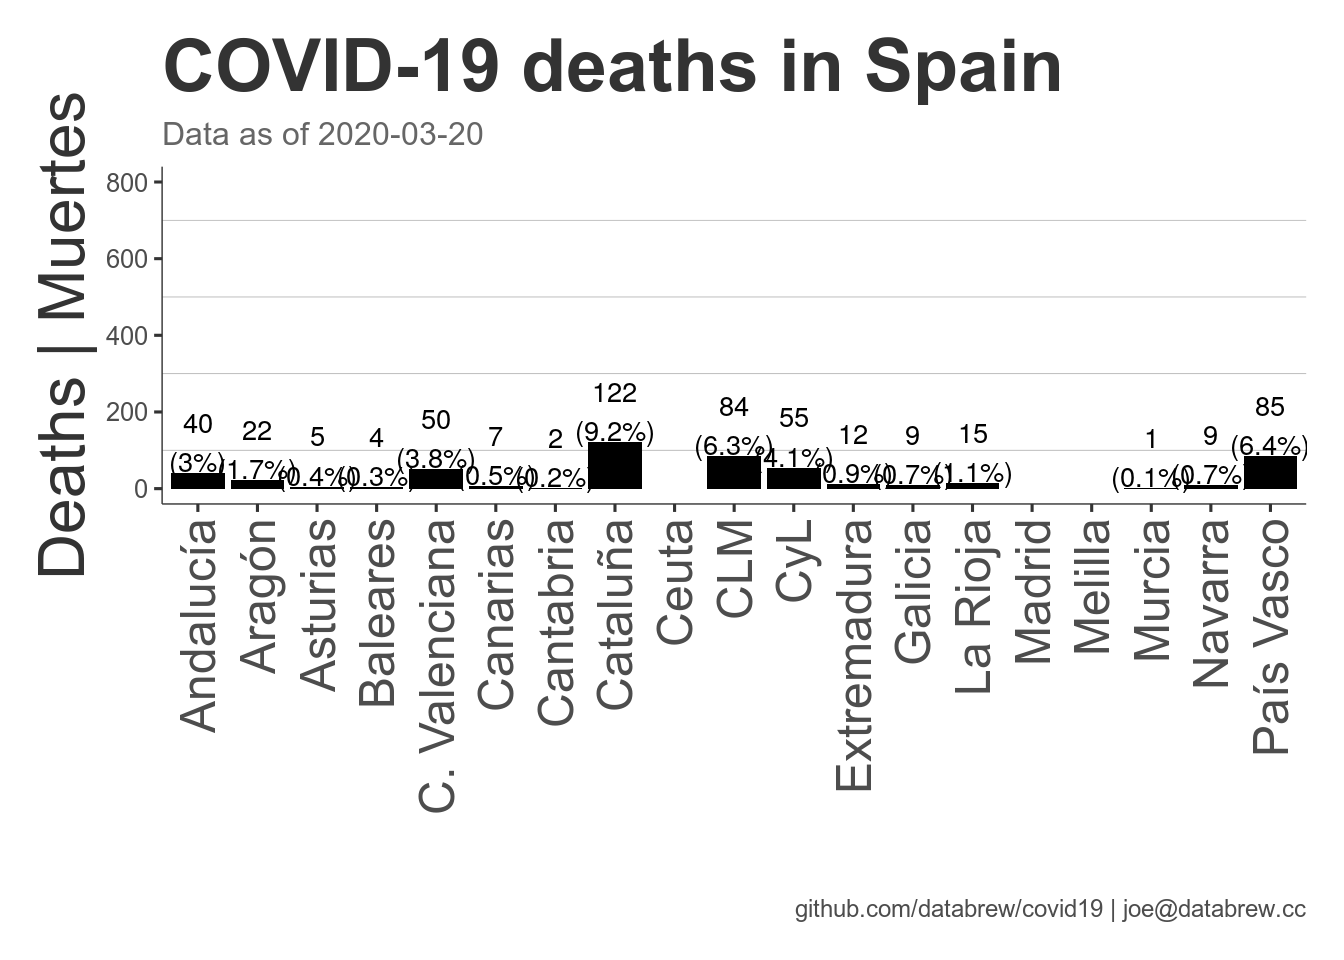 COVID-19 deaths in Spain
Data as of 2020-03-20
Deaths | Muertes
800
600
400
200
0
40
(3%)
22
(1.7%)
5
(0.4%)
4
(0.3%)
50
(3.8%)
7
(0.5%)
2
(0.2%)
122
(9.2%)
84
(6.3%)
55
(4.1%)
12
(0.9%)
9
(0.7%)
15
(1.1%)
1
(0.1%)
9
(0.7%)
85
(6.4%)
Andalucía
Aragón
Asturias
Baleares
C. Valenciana
Canarias
Cantabria
Cataluña
Ceuta
CLM
CyL
Extremadura
Galicia
La Rioja
Madrid
Melilla
Murcia
Navarra
País Vasco
github.com/databrew/covid19 | joe@databrew.cc